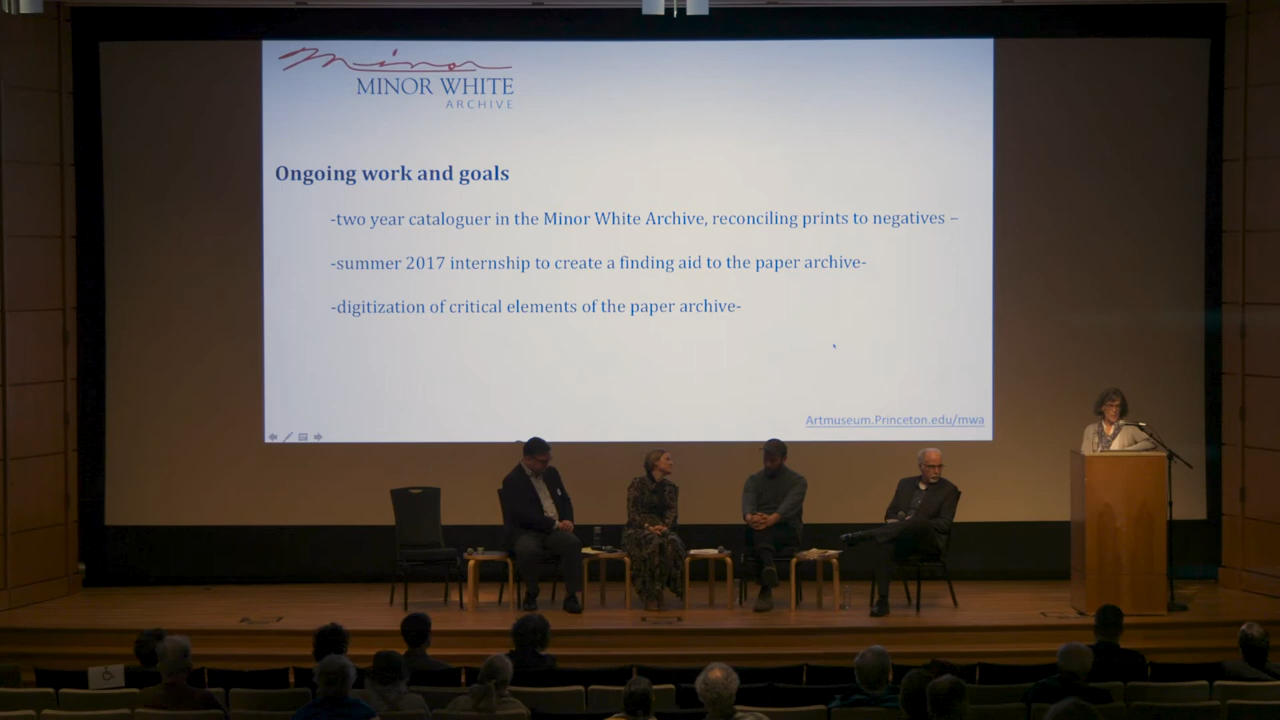 Minor
MINOR WHITE
ARCHIVE
Ongoing work and goals
-two year cataloguer in the Minor White Archive, reconciling prints to negatives –
-summer 2017 internship to create a finding aid to the paper archive-
-digitization of critical elements of the paper archive-
Artmuseum.Princeton.edu/mwa